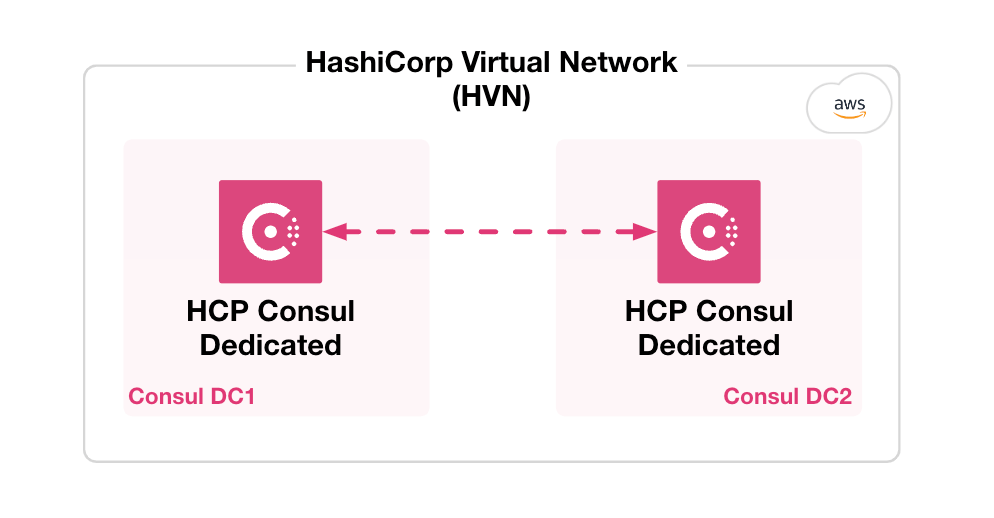 HashiCorp Virtual Network
(HVN)
aws
HCP Consul
Dedicated
Consul DC1
HCP Consul
Dedicated
Consul DC2